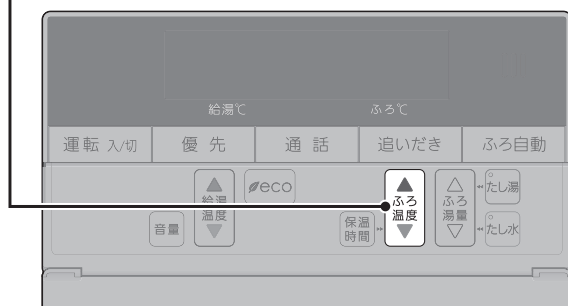 給湯℃ ふろ℃
運転 入/切 優先 通話 追いだき ふろ自動
給湯温度 eco ふろ温度 ふろ湯量 たし湯
音量 保温時間 たし水